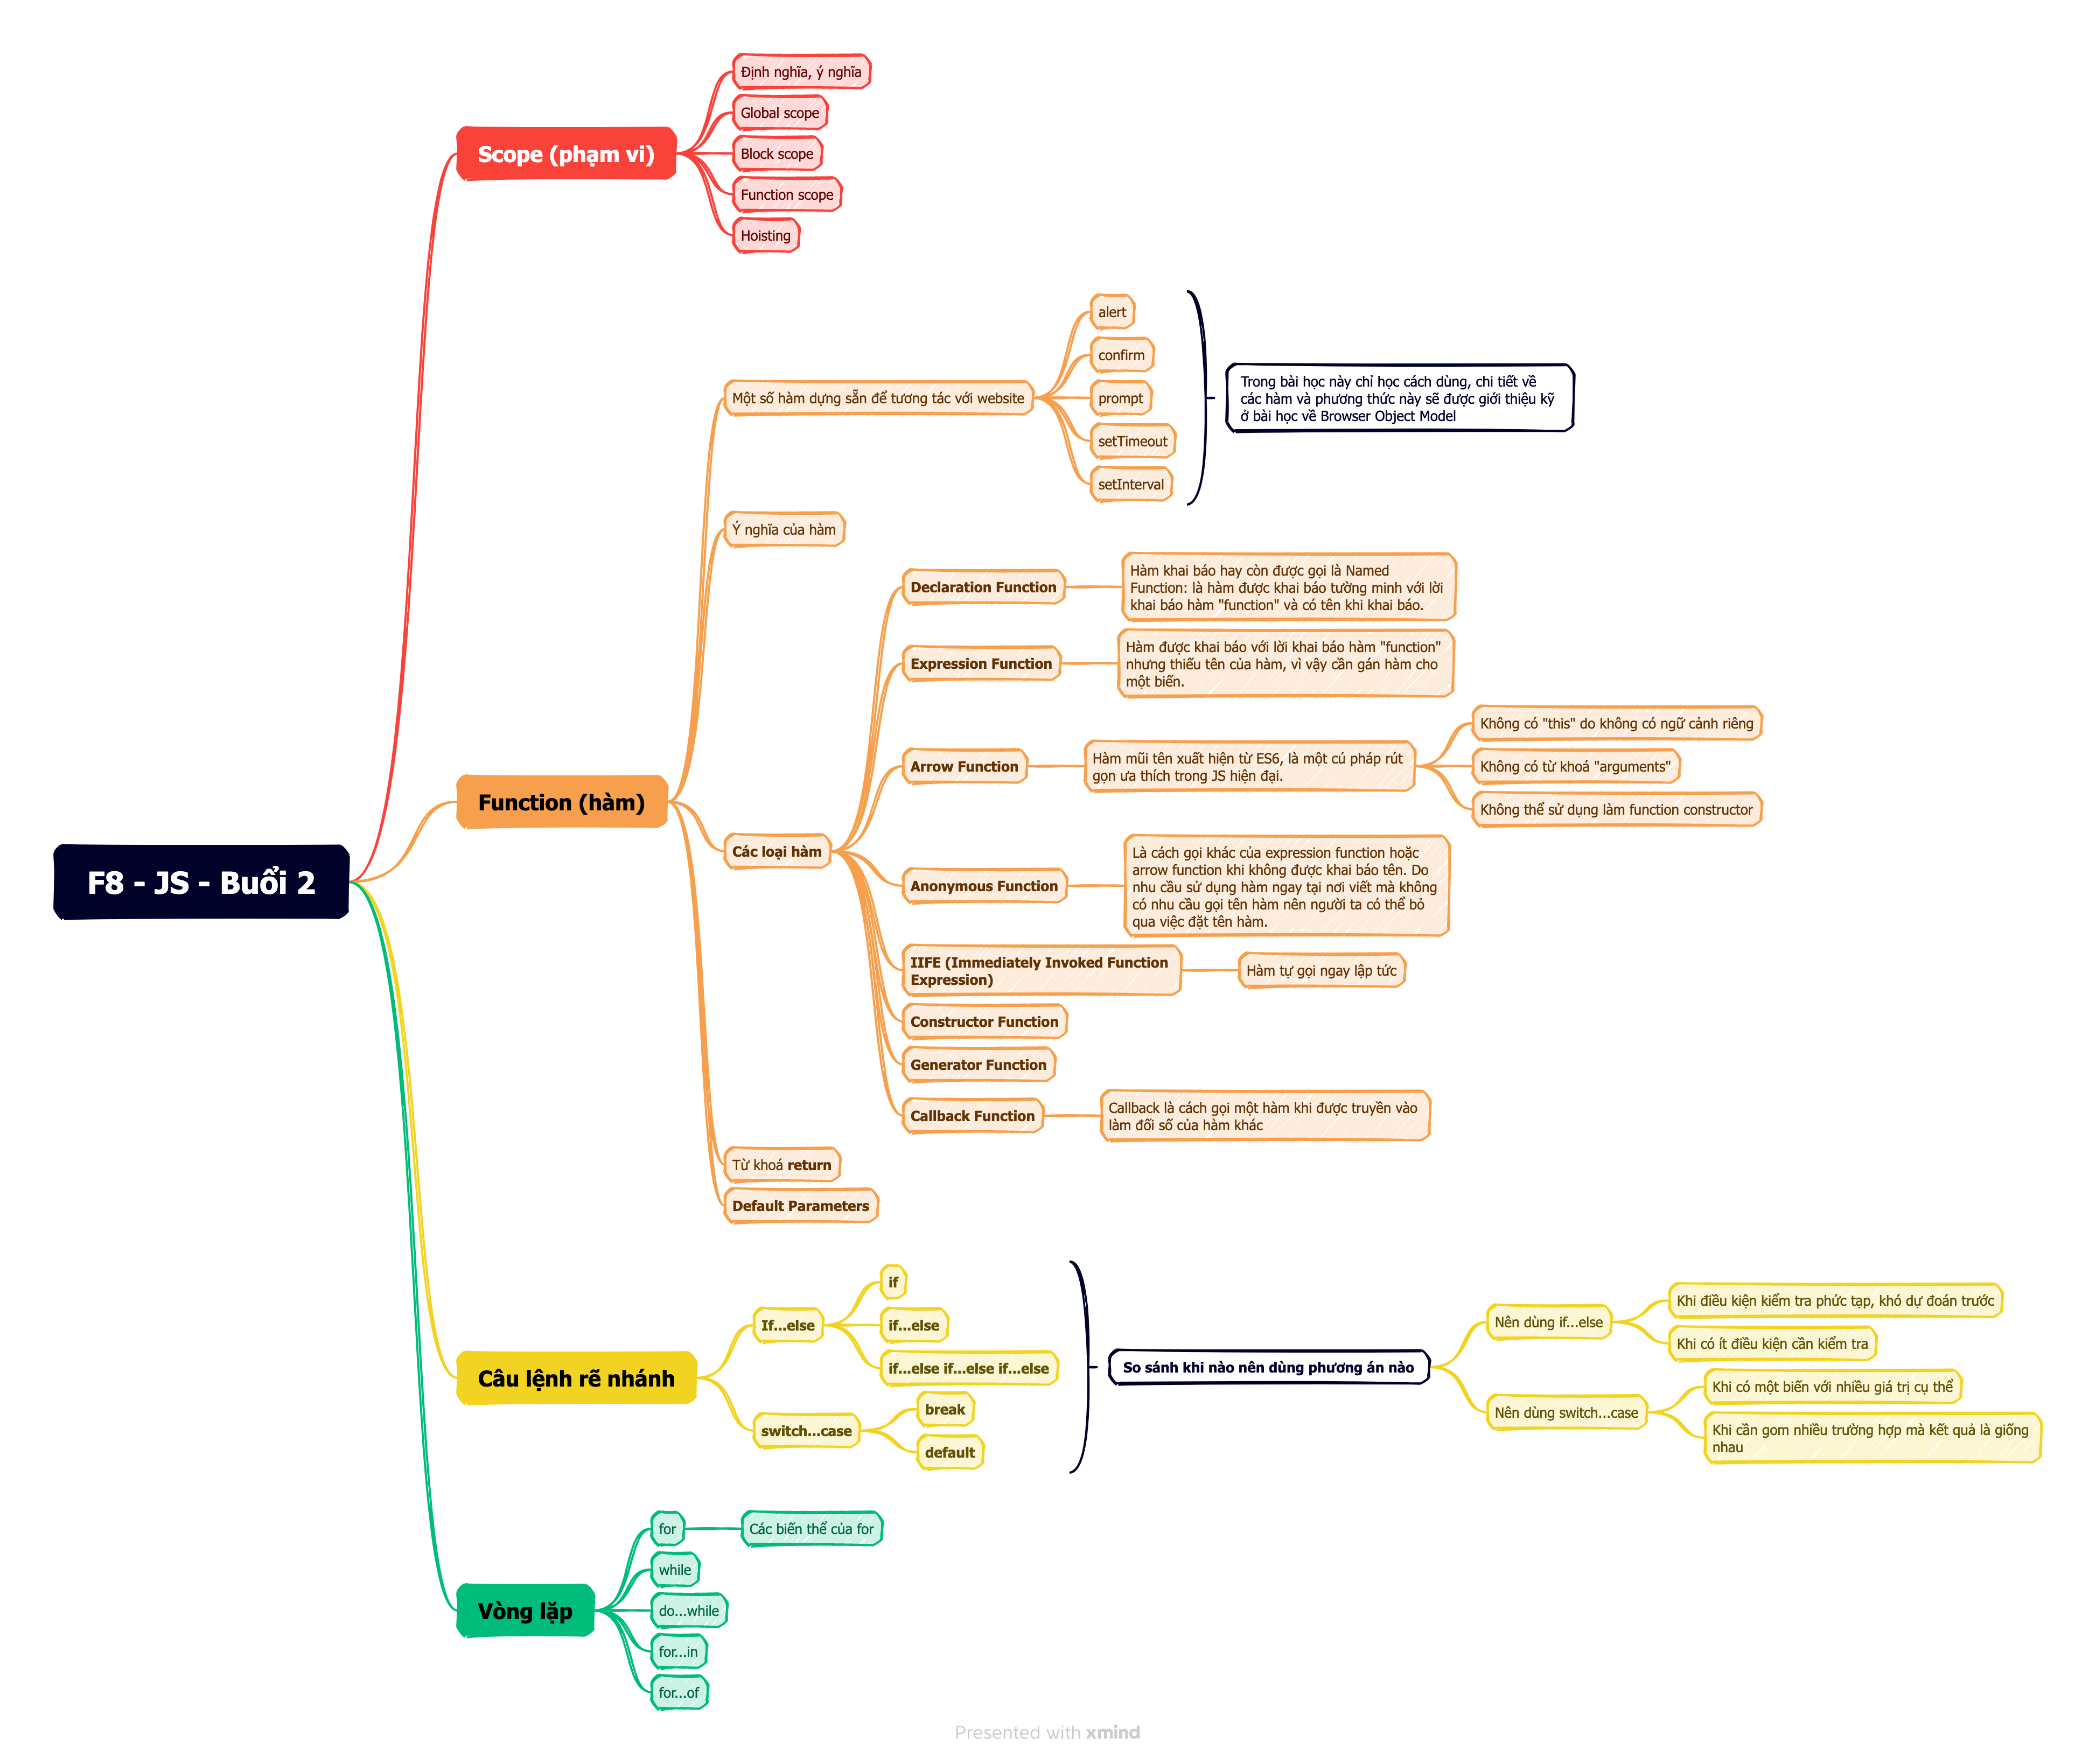 F8 - JS - Buổi 2
Scope (phạm vi)
Định nghĩa, ý nghĩa
Global scope
Block scope
Function scope
Hoisting
Function (hàm)
Một số hàm dựng sẵn để tương tác với website
alert
confirm
prompt
setTimeout
setInterval
Trong bài học này chỉ học cách dùng, chi tiết về
các hàm và phương thức này sẽ được giới thiệu kỹ
ở bài học về Browser Object Model
Ý nghĩa của hàm
Các loại hàm
Declaration Function
Hàm khai báo hay còn được gọi là Named
Function: là hàm được khai báo tường minh với lời
khai báo hàm "function" và có tên khi khai báo.
Expression Function
Hàm được khai báo với lời khai báo hàm "function"
nhưng thiếu tên của hàm, vì vậy cần gán hàm cho
một biến.
Arrow Function
Hàm mũi tên xuất hiện từ ES6, là một cú pháp rút
gọn ưa thích trong JS hiện đại.
Không có "this" do không có ngữ cảnh riêng
Không có từ khoá "arguments"
Không thể sử dụng làm function constructor
Anonymous Function
Là cách gọi khác của expression function hoặc
arrow function khi không được khai báo tên. Do
nhu cầu sử dụng hàm ngay tại nơi viết mà không
có nhu cầu gọi tên hàm nên người ta có thể bỏ
qua việc đặt tên hàm.
IIFE (Immediately Invoked Function
Expression)
Hàm tự gọi ngay lập tức
Constructor Function
Generator Function
Callback Function
Callback là cách gọi một hàm khi được truyền vào
làm đối số của hàm khác
Từ khoá return
Default Parameters
Câu lệnh rẽ nhánh
If...else
if
if...else
if...else if...else if...else
switch...case
break
default
So sánh khi nào nên dùng phương án nào
Nên dùng if...else
Khi điều kiện kiểm tra phức tạp, khó dự đoán trước
Khi có ít điều kiện cần kiểm tra
Nên dùng switch...case
Khi có một biến với nhiều giá trị cụ thể
Khi cần gom nhiều trường hợp mà kết quả là giống
nhau
Vòng lặp
for
Các biến thể của for
while
do...while
for...in
for...of
Presented with xmind